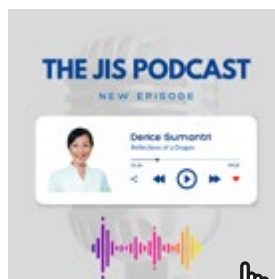 THE JIS PODCAST
NEW EPISODE
Derice Sumantri
Reflections of a Dragon